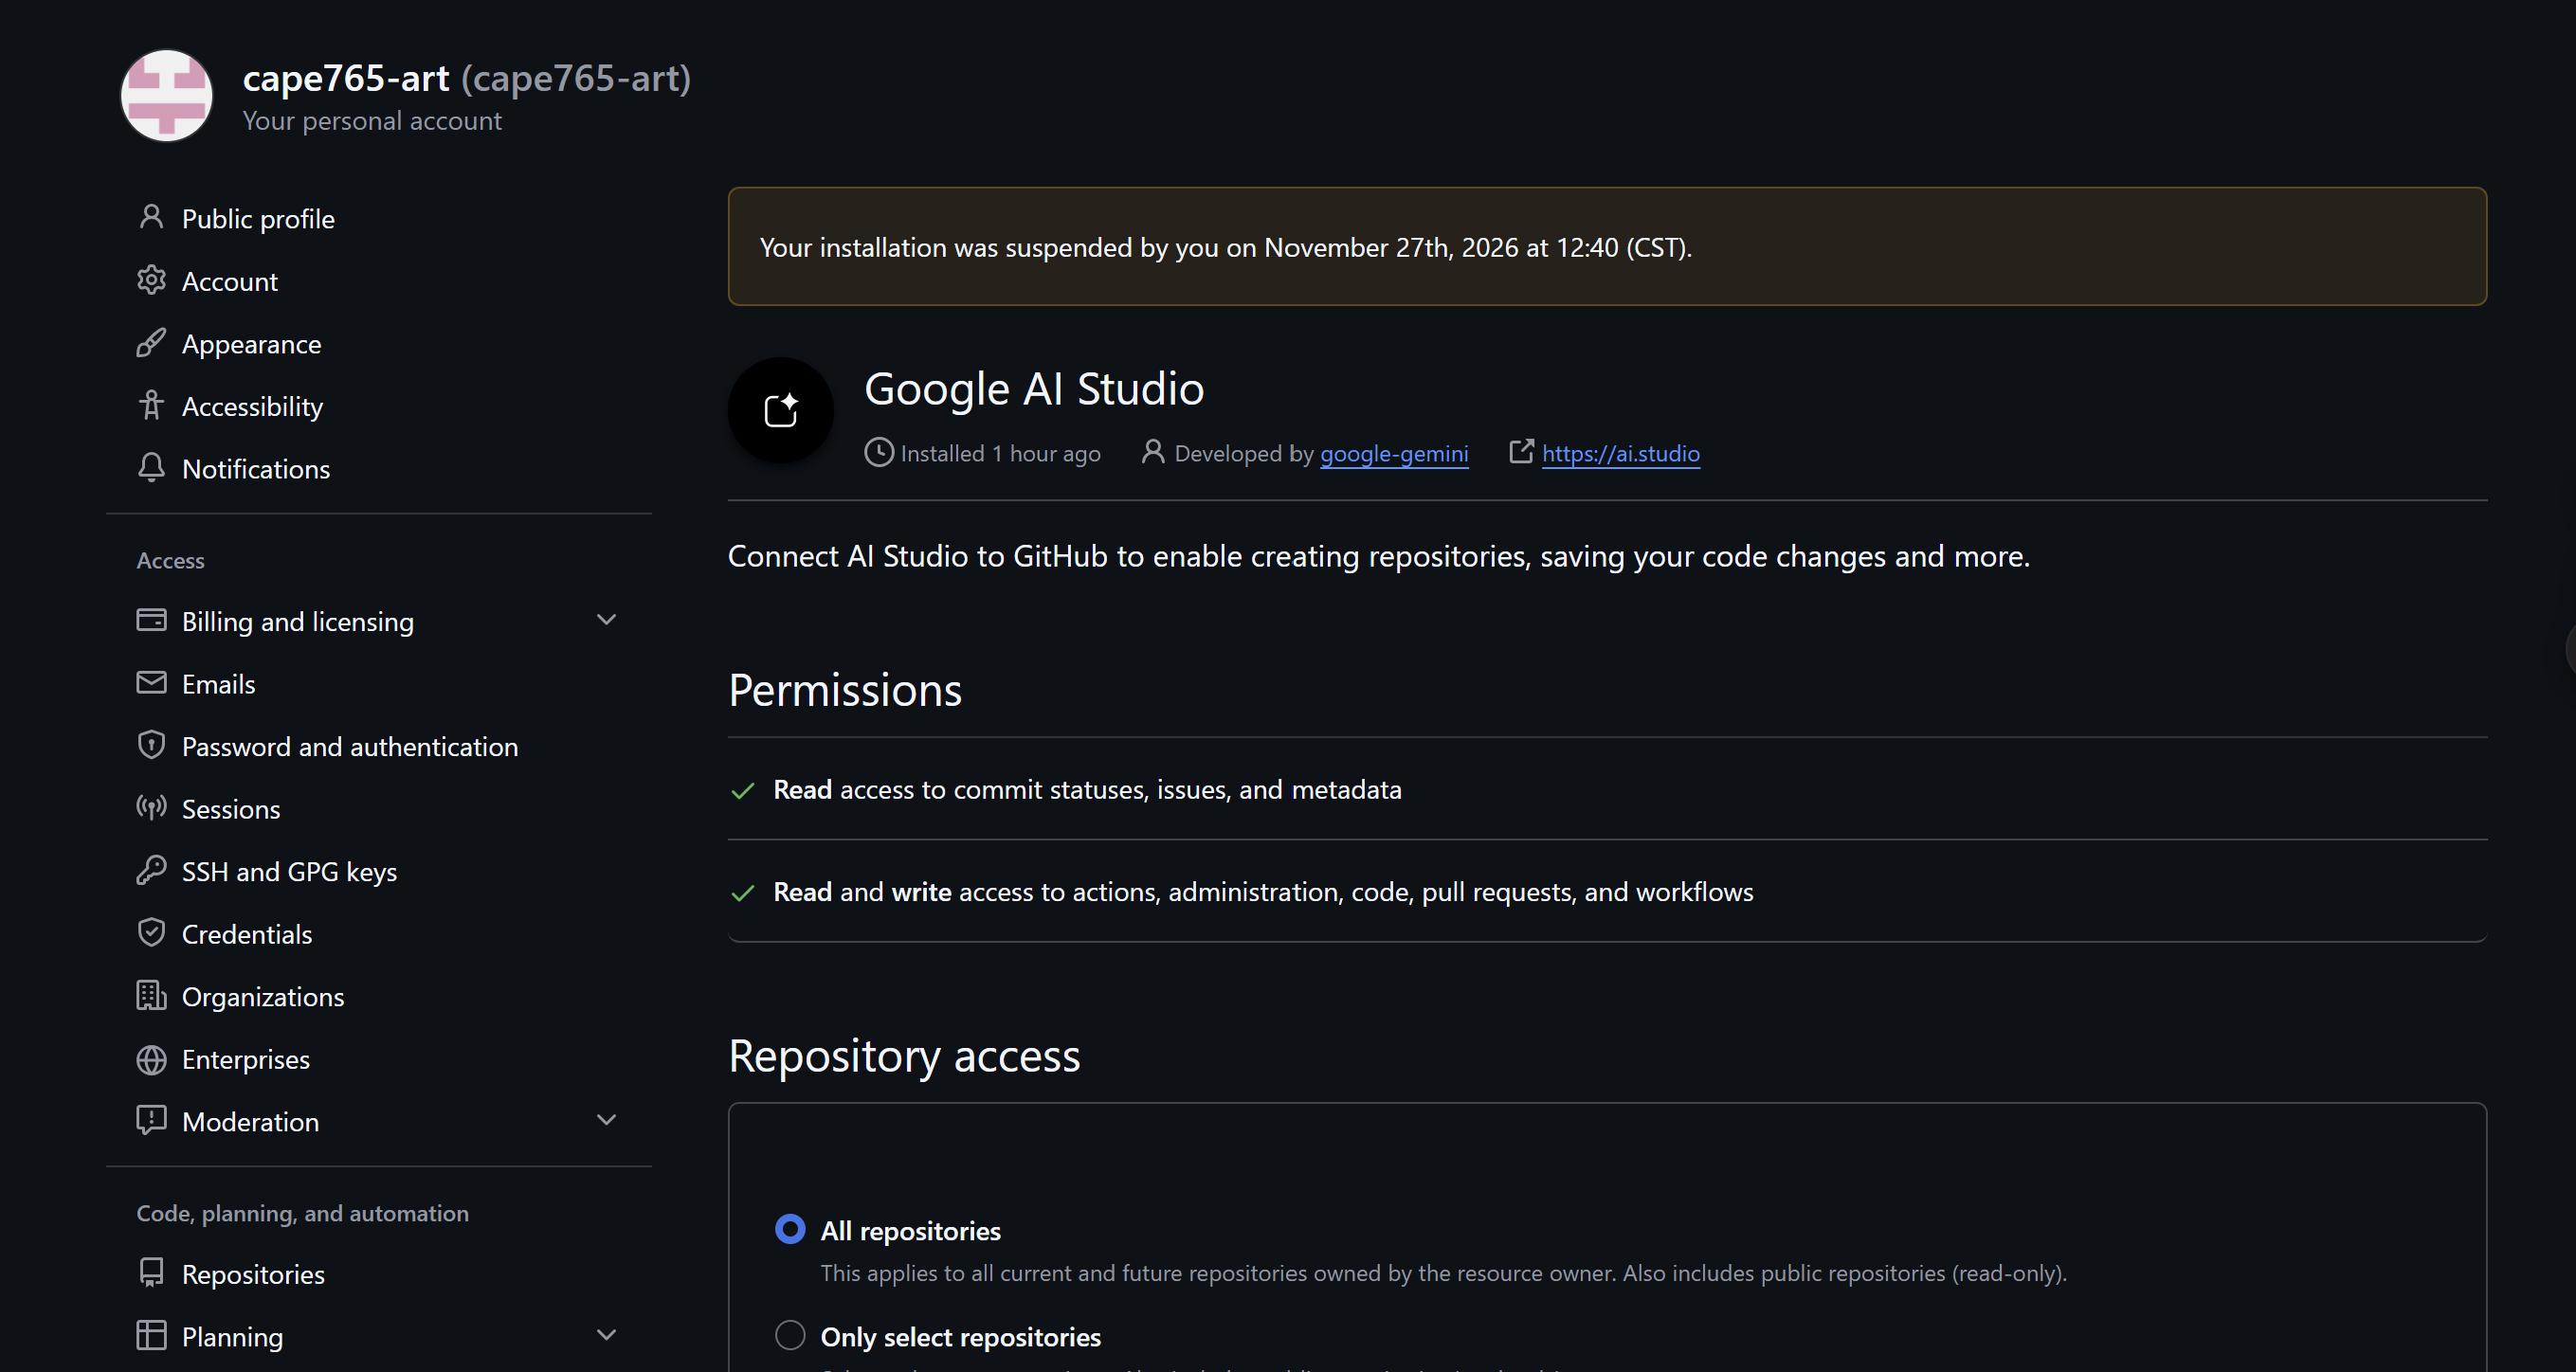 cape765-art (cape765-art)
Your personal account
Public profile
Account
Appearance
Accessibility
Notifications
Access
Billing and licensing
Emails
Password and authentication
Sessions
SSH and GPG keys
Credentials
Organizations
Enterprises
Moderation
Code, planning, and automation
Repositories
Planning
Your installation was suspended by you on November 27th, 2026 at 12:40 (CST).
Google AI Studio
Installed 1 hour ago Developed by google-gemini https://ai.studio
Connect AI Studio to GitHub to enable creating repositories, saving your code changes and more.
Permissions
Read access to commit statuses, issues, and metadata
Read and write access to actions, administration, code, pull requests, and workflows
Repository access
All repositories
This applies to all current and future repositories owned by the resource owner. Also includes public repositories (read-only).
Only select repositories